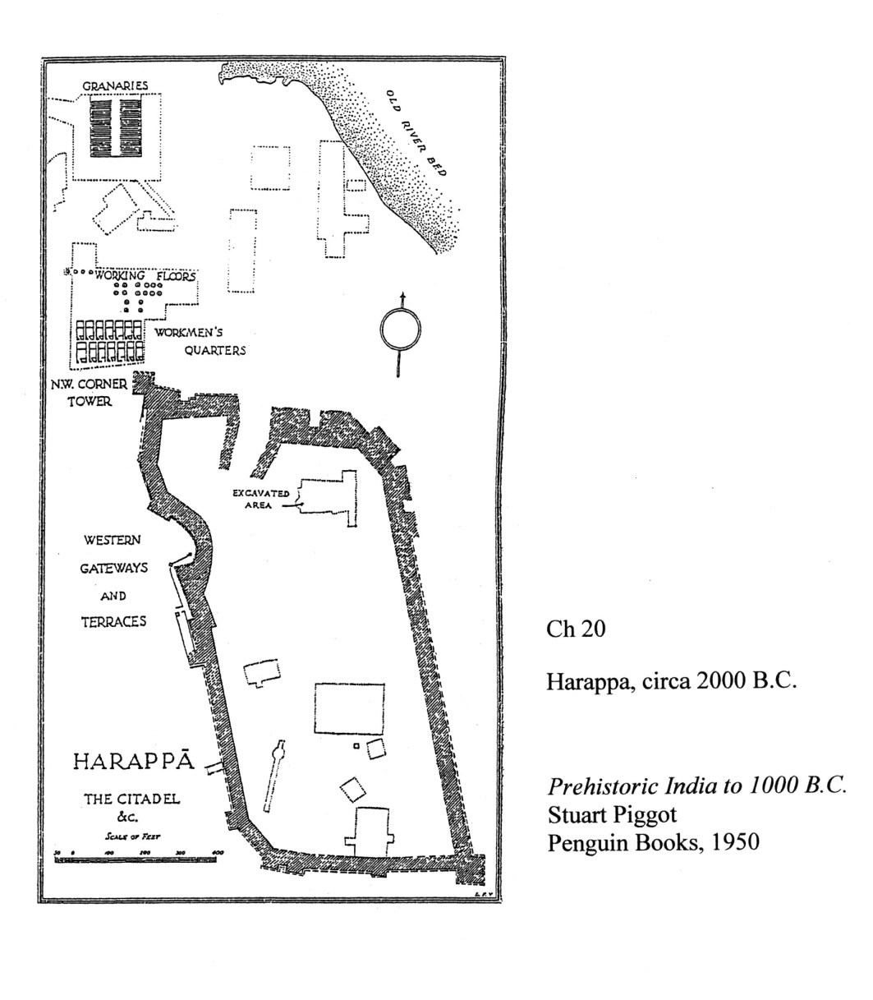 GRANARIES
OLD RIVER BED
WORKING FLOORS
WORKMEN'S
QUARTERS
N.W. CORNER
TOWER
EXCAVATED
AREA
WESTERN
GATEWAYS
AND
TERRACES
HARAPPĀ
THE CITADEL
&c.
SCALE OF FEET
50 0 100 200 300 400
Ch 20
Harappa, circa 2000 B.C.
Prehistoric India to 1000 B.C.
Stuart Piggot
Penguin Books, 1950